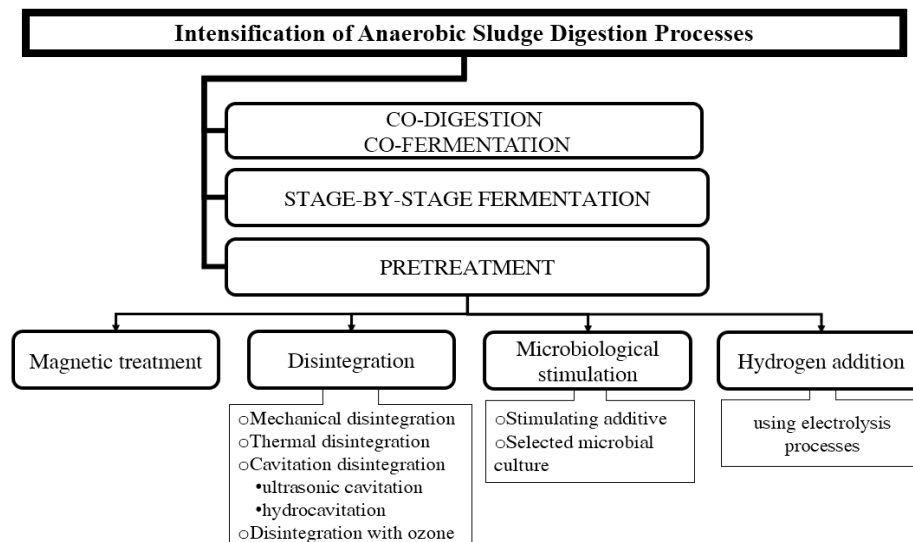 Intensification of Anaerobic Sludge Digestion Processes
CO-DIGESTION
CO-FERMENTATION
STAGE-BY-STAGE FERMENTATION
PRETREATMENT
Magnetic treatment
Disintegration
Microbiological
stimulation
Hydrogen addition
oMechanical disintegration
oThermal disintegration
oCavitation disintegration
•ultrasonic cavitation
•hydrocavitation
oDisintegration with ozone
oStimulating additive
oSelected microbial
culture
using electrolysis
processes